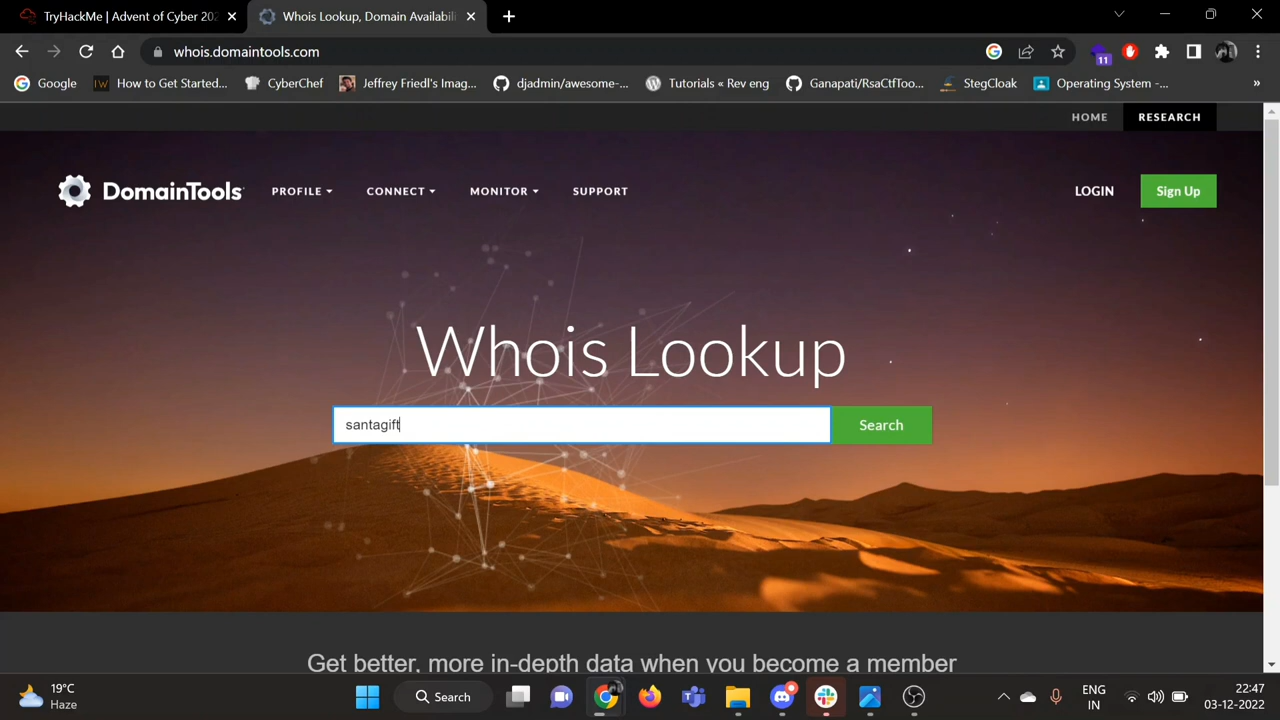 TryHackMe | Advent of Cyber 202
Whois Lookup, Domain Availabili
whois.domaintools.com
11
Google
How to Get Started...
CyberChef
Jeffrey Friedl's Imag...
djadmin/awesome-...
Tutorials « Rev eng
Ganapati/RsaCtfToo...
StegCloak
Operating System -...
»
HOME
RESEARCH
DomainTools
PROFILE
CONNECT
MONITOR
SUPPORT
LOGIN
Sign Up
Whois Lookup
santagift
Search
Get better, more in-depth data when you become a member
19°C
Haze
Search
ENG
IN
22:47
03-12-2022